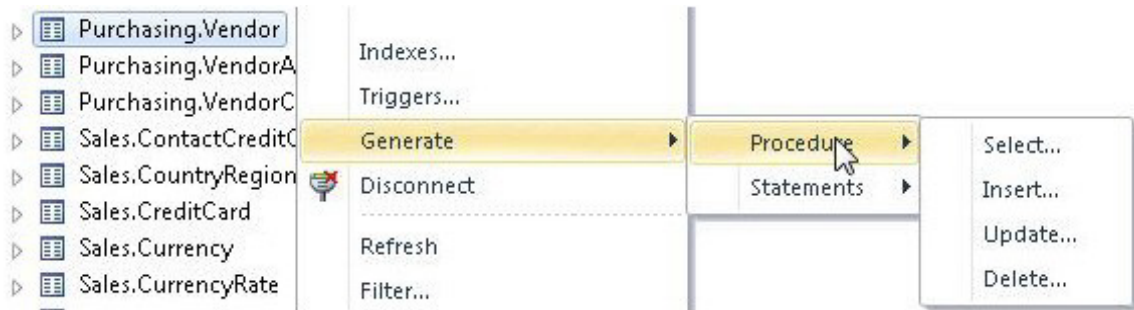 Purchasing.Vendor
Purchasing.VendorA
Purchasing.VendorC
Sales.ContactCreditC
Sales.CountryRegion
Sales.CreditCard
Sales.Currency
Sales.CurrencyRate
Indexes...
Triggers...
Generate
Disconnect
Refresh
Filter...
Procedure
Statements
Select...
Insert...
Update...
Delete...